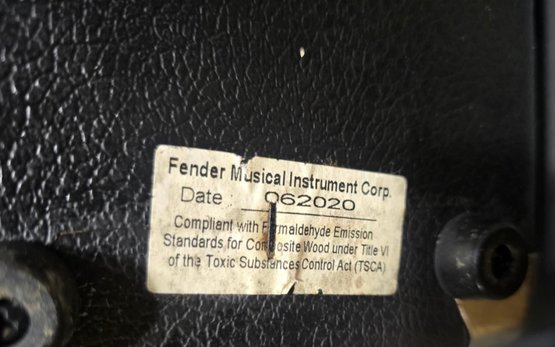 Fender Musical Instrument Corp.
Date 062020
Compliant with Formaldehyde Emission
Standards for Composite Wood under Title VI
of the Toxic Substances Control Act (TSCA)